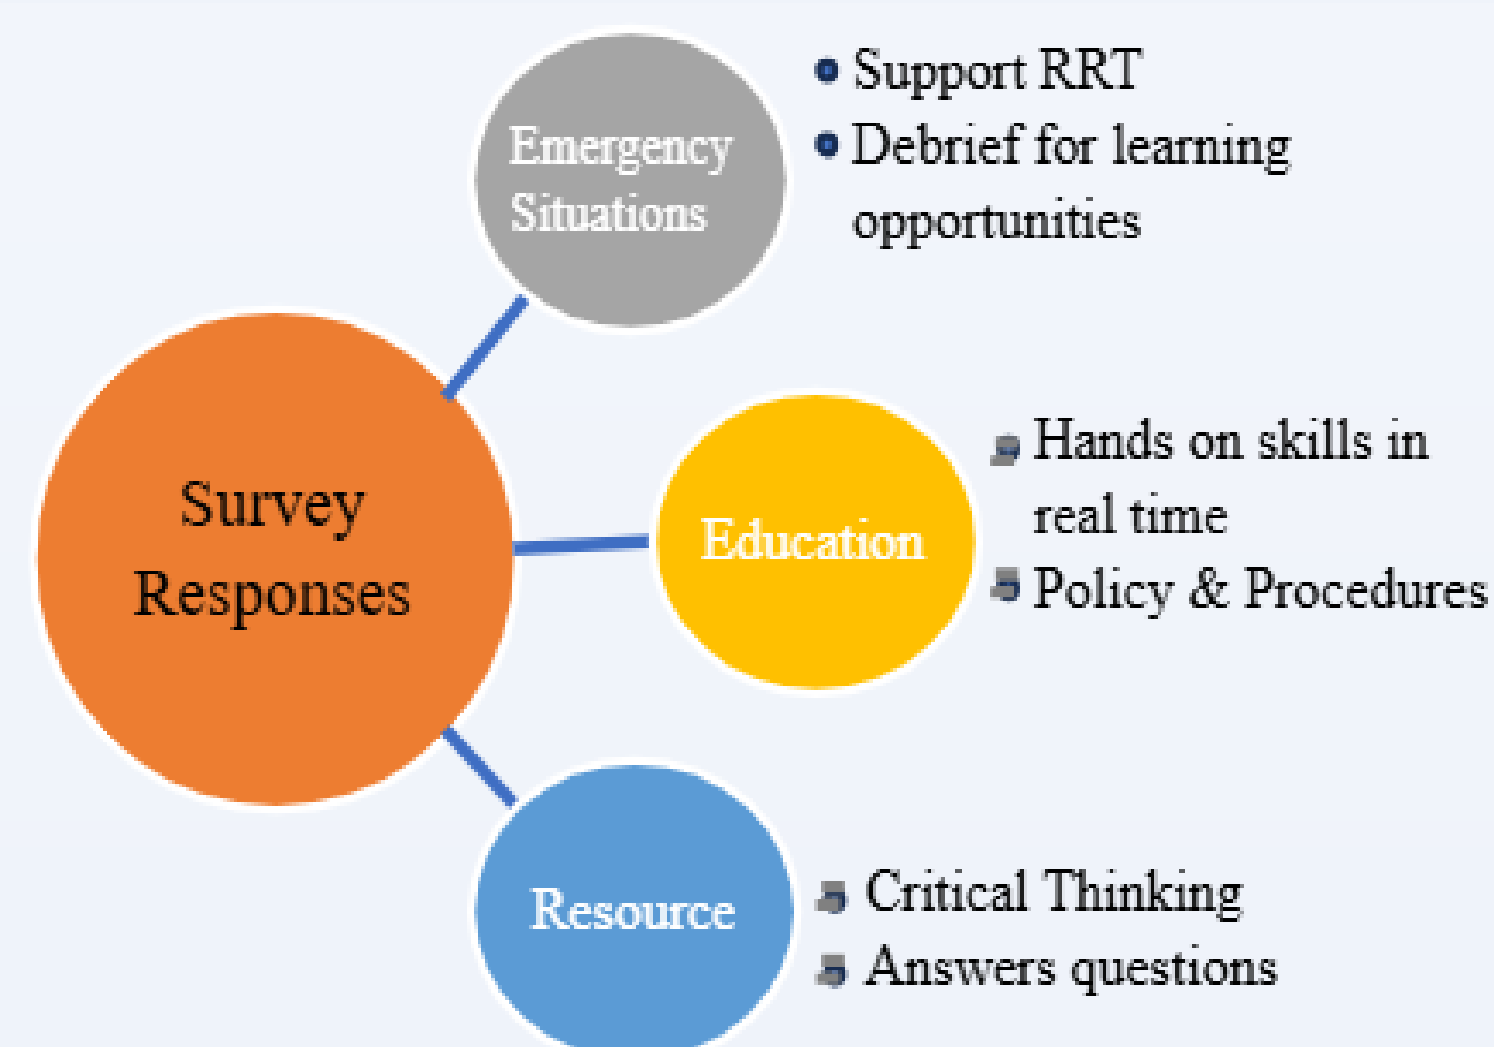 Survey
Responses
Emergency
Situations
• Support RRT
• Debrief for learning
opportunities
Education
Hands on skills in
real time
Policy & Procedures
Resource
Critical Thinking
Answers questions